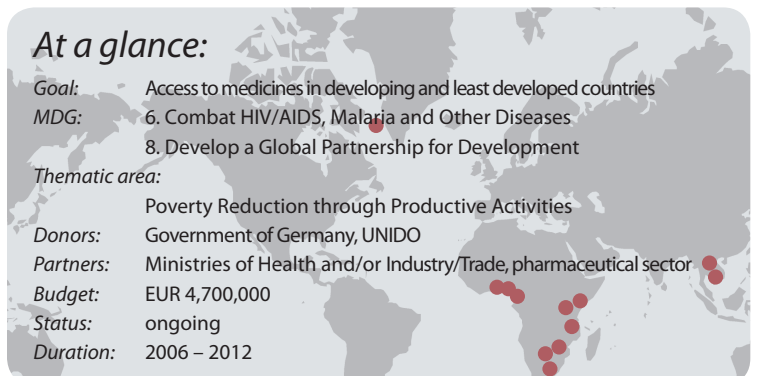 At a glance:
Goal: Access to medicines in developing and least developed countries
MDG: 6. Combat HIV/AIDS, Malaria and Other Diseases
8. Develop a Global Partnership for Development
Thematic area:
Poverty Reduction through Productive Activities
Donors: Government of Germany, UNIDO
Partners: Ministries of Health and/or Industry/Trade, pharmaceutical sector
Budget: EUR 4,700,000
Status: ongoing
Duration: 2006 – 2012